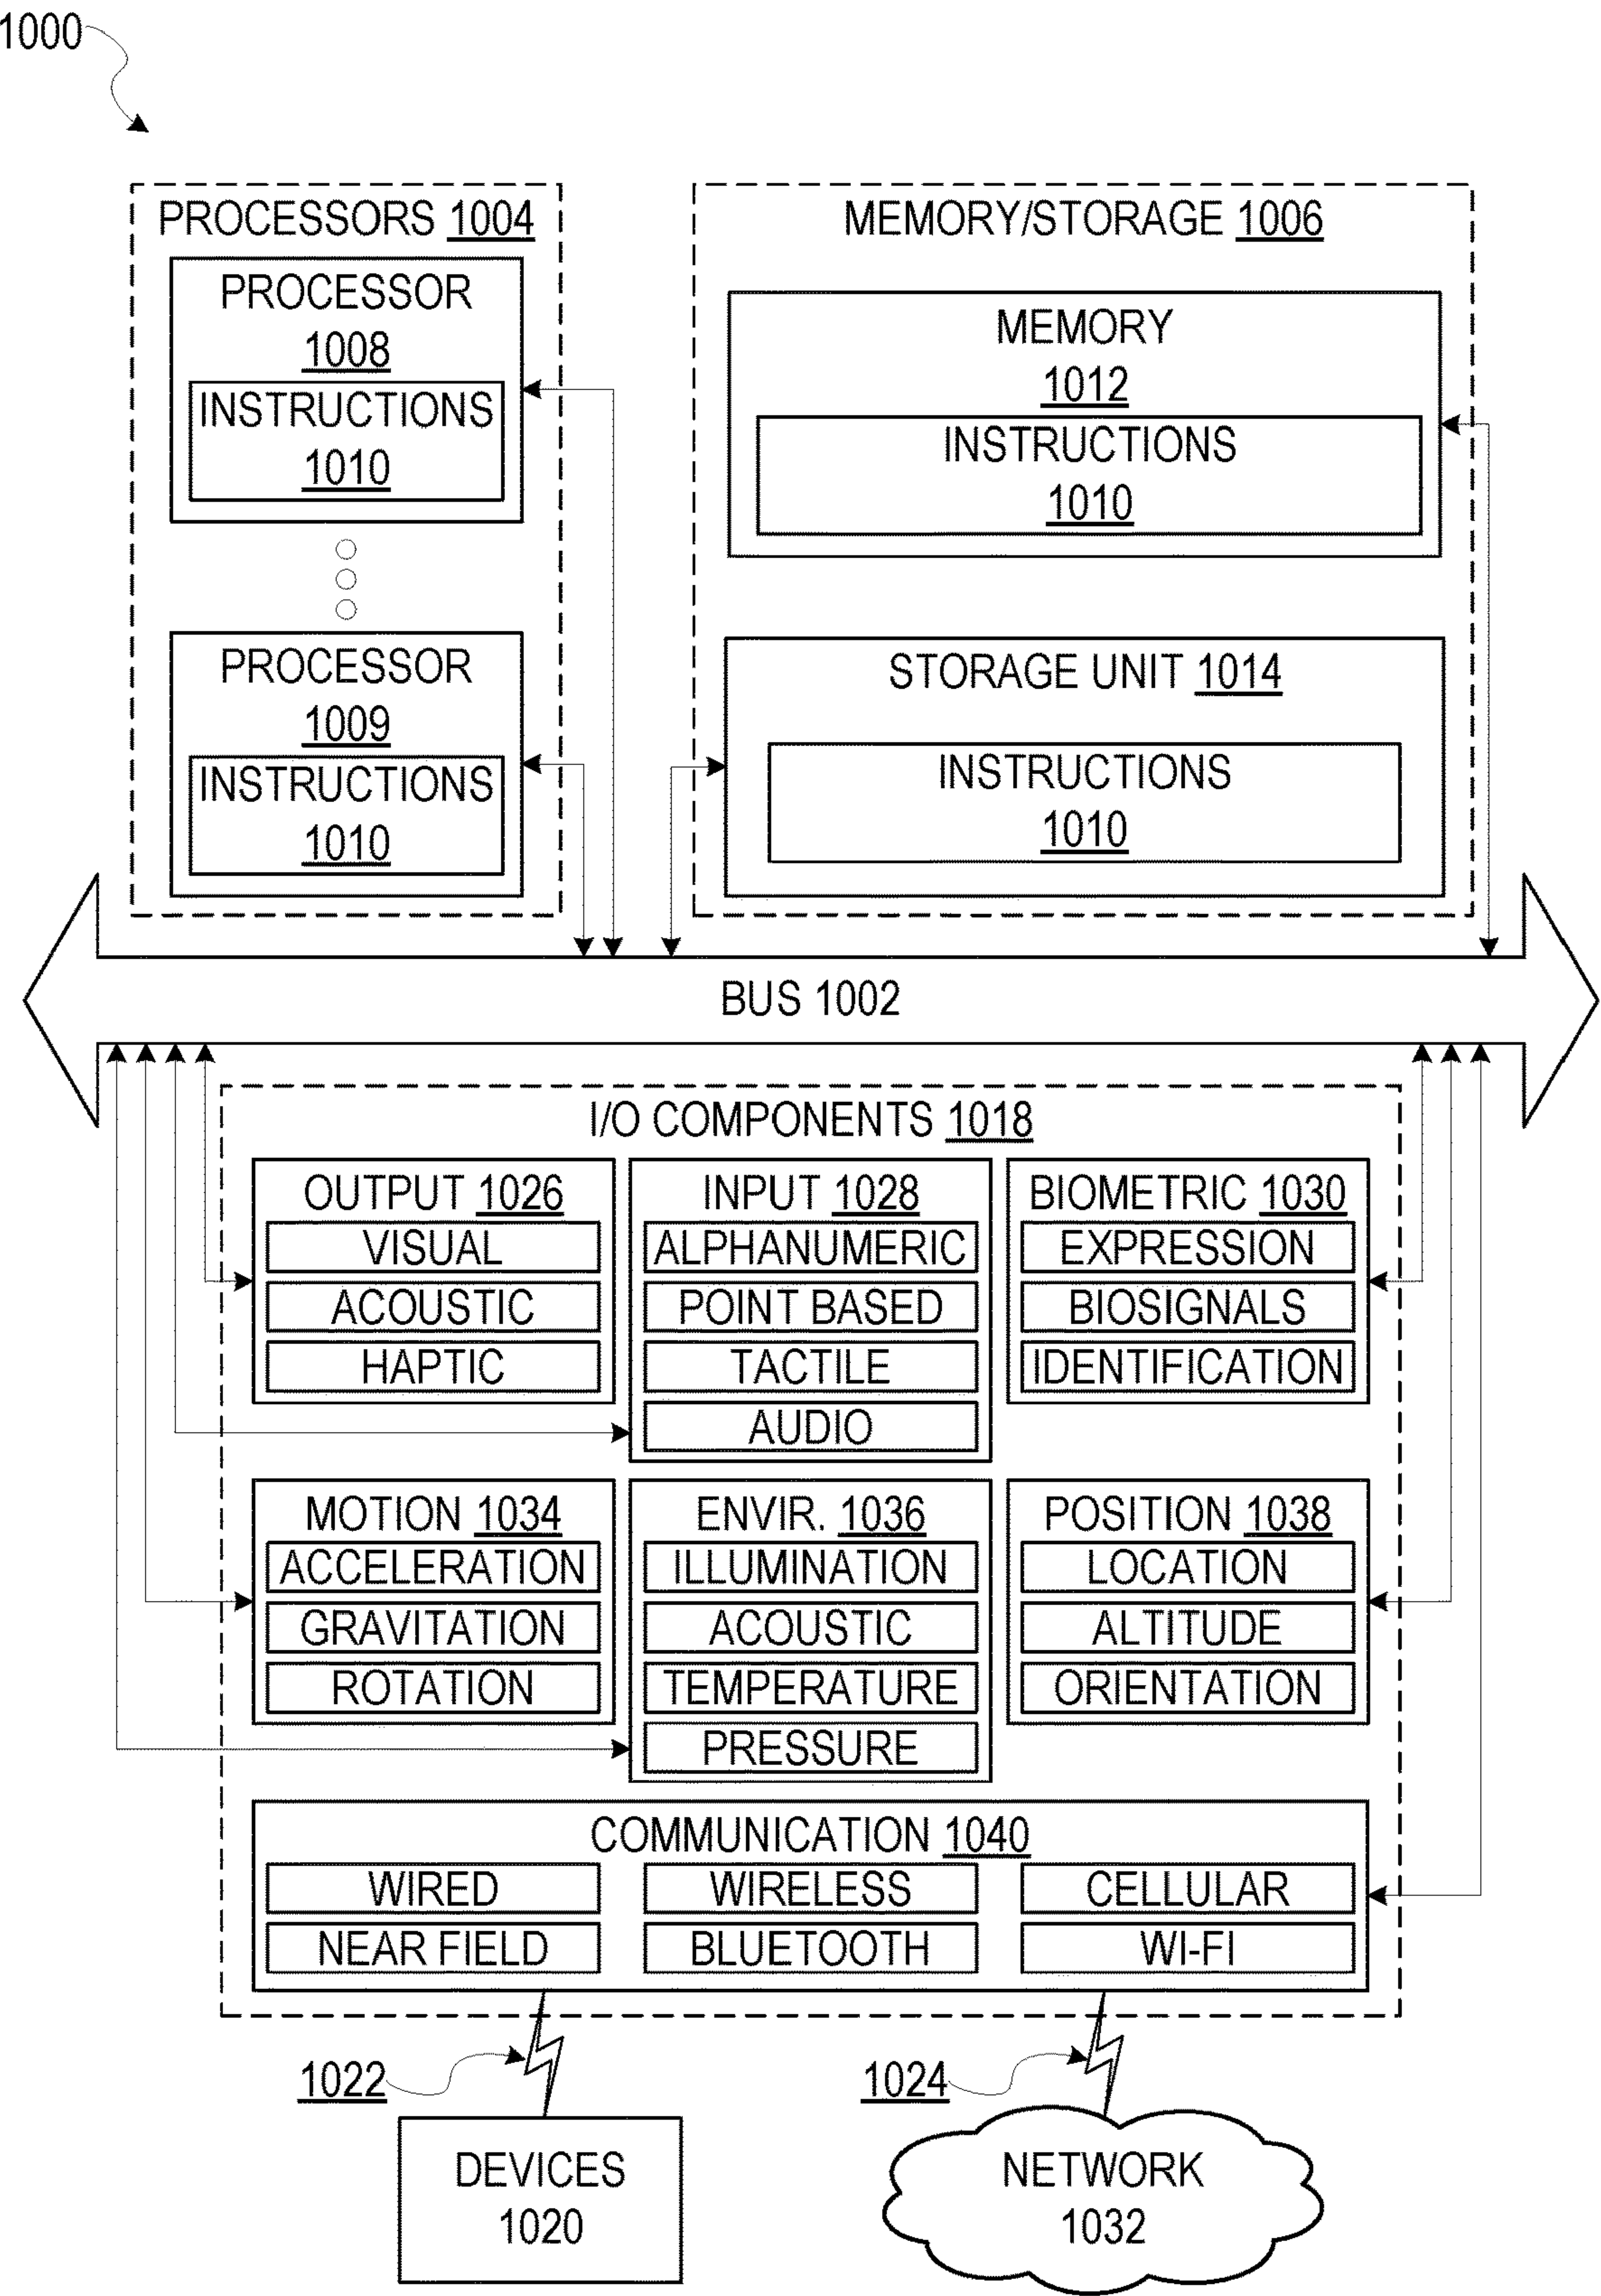 1000
PROCESSORS 1004
PROCESSOR
1008
INSTRUCTIONS
1010
PROCESSOR
1009
INSTRUCTIONS
1010
MEMORY/STORAGE 1006
MEMORY
1012
INSTRUCTIONS
1010
STORAGE UNIT 1014
INSTRUCTIONS
1010
BUS 1002
I/O COMPONENTS 1018
OUTPUT 1026
VISUAL
ACOUSTIC
HAPTIC
INPUT 1028
ALPHANUMERIC
POINT BASED
TACTILE
AUDIO
BIOMETRIC 1030
EXPRESSION
BIOSIGNALS
IDENTIFICATION
MOTION 1034
ACCELERATION
GRAVITATION
ROTATION
ENVIR. 1036
ILLUMINATION
ACOUSTIC
TEMPERATURE
PRESSURE
POSITION 1038
LOCATION
ALTITUDE
ORIENTATION
COMMUNICATION 1040
WIRED
WIRELESS
CELLULAR
NEAR FIELD
BLUETOOTH
WI-FI
1022
1024
DEVICES
1020
NETWORK
1032